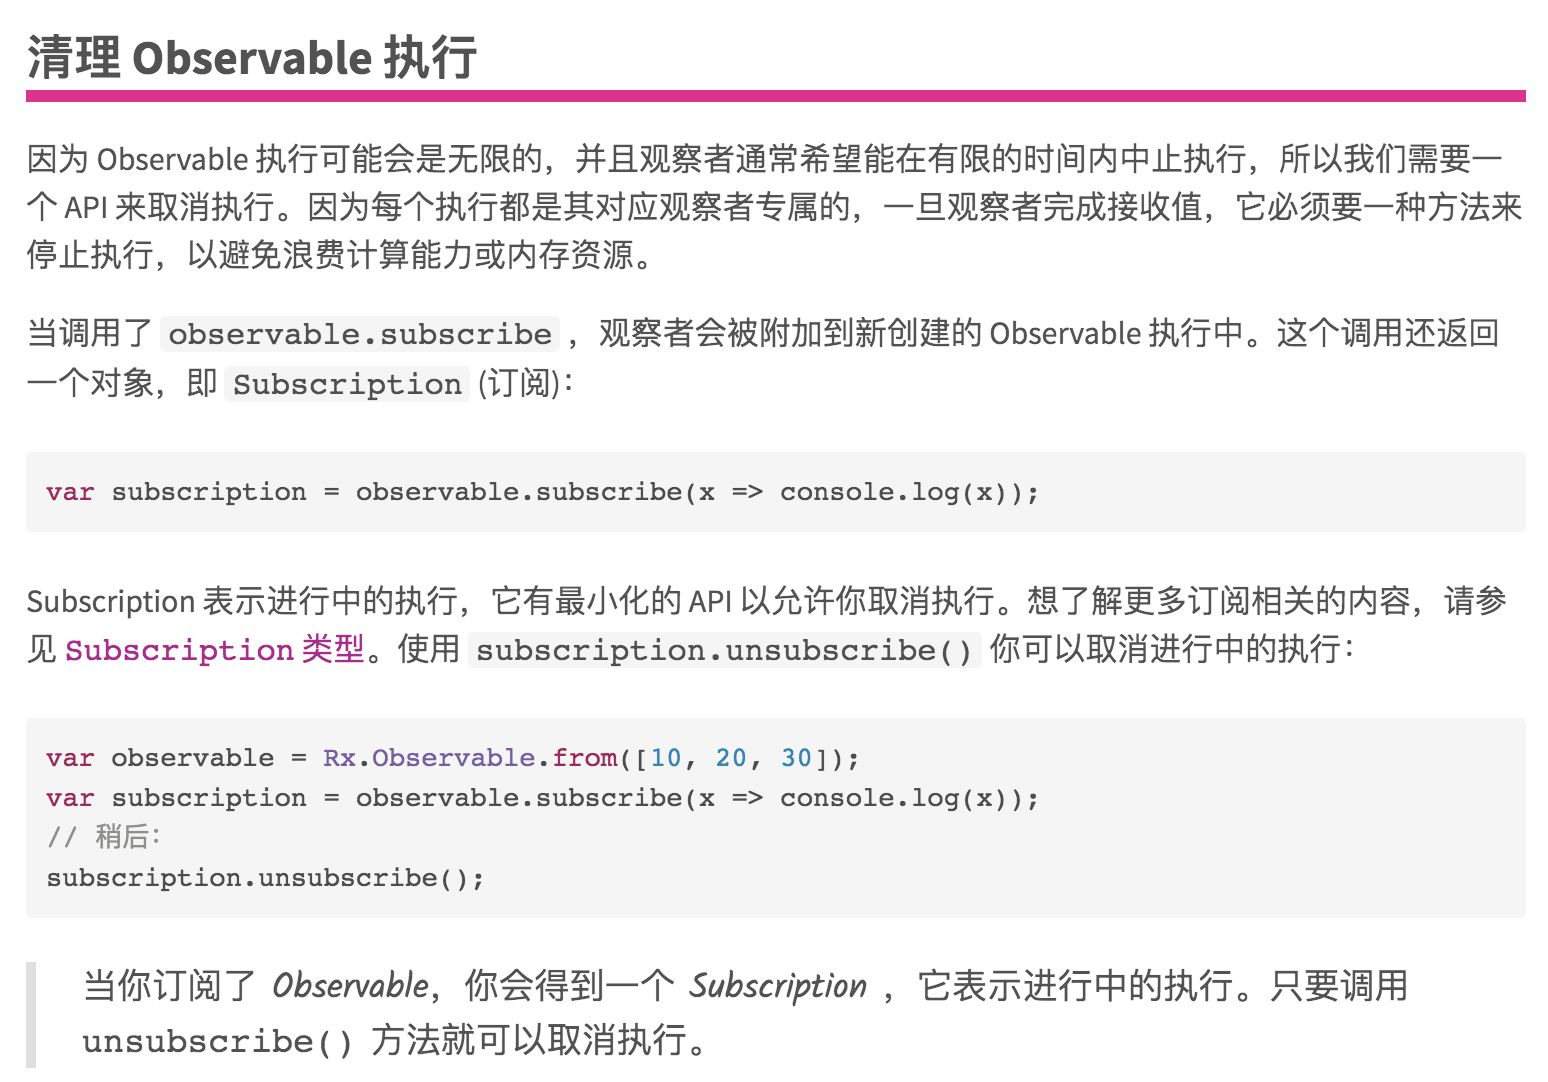 清理 Observable 执行
因为 Observable 执行可能会是无限的，并且观察者通常希望能在有限的时间内中止执行，所以我们需要一
个 API 来取消执行。因为每个执行都是其对应观察者专属的，一旦观察者完成接收值，它必须要一种方法来
停止执行，以避免浪费计算能力或内存资源。
当调用了 observable.subscribe ，观察者会被附加到新创建的 Observable 执行中。这个调用还返回
一个对象，即 Subscription (订阅)：
var subscription = observable.subscribe(x => console.log(x));
Subscription 表示进行中的执行，它有最小化的 API 以允许你取消执行。想了解更多订阅相关的内容，请参
见 Subscription 类型。使用 subscription.unsubscribe() 你可以取消进行中的执行：
var observable = Rx.Observable.from([10, 20, 30]);
var subscription = observable.subscribe(x => console.log(x));
// 稍后：
subscription.unsubscribe();
当你订阅了 Observable，你会得到一个 Subscription ，它表示进行中的执行。只要调用
unsubscribe() 方法就可以取消执行。